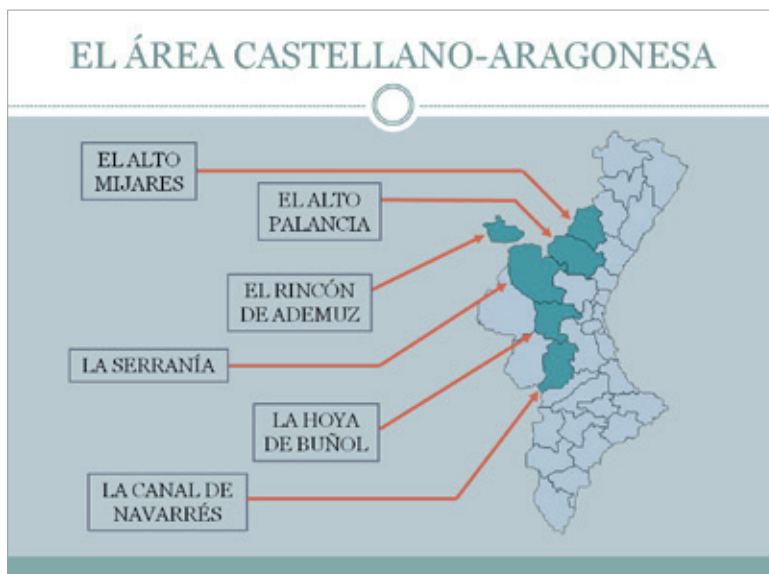 EL ÁREA CASTELLANO-ARAGONESA
EL ALTO
MIJARES
EL ALTO
PALANCIA
EL RINCÓN
DE ADEMUZ
LA SERRANÍA
LA HOYA
DE BUÑOL
LA CANAL DE
NAVARRÉS